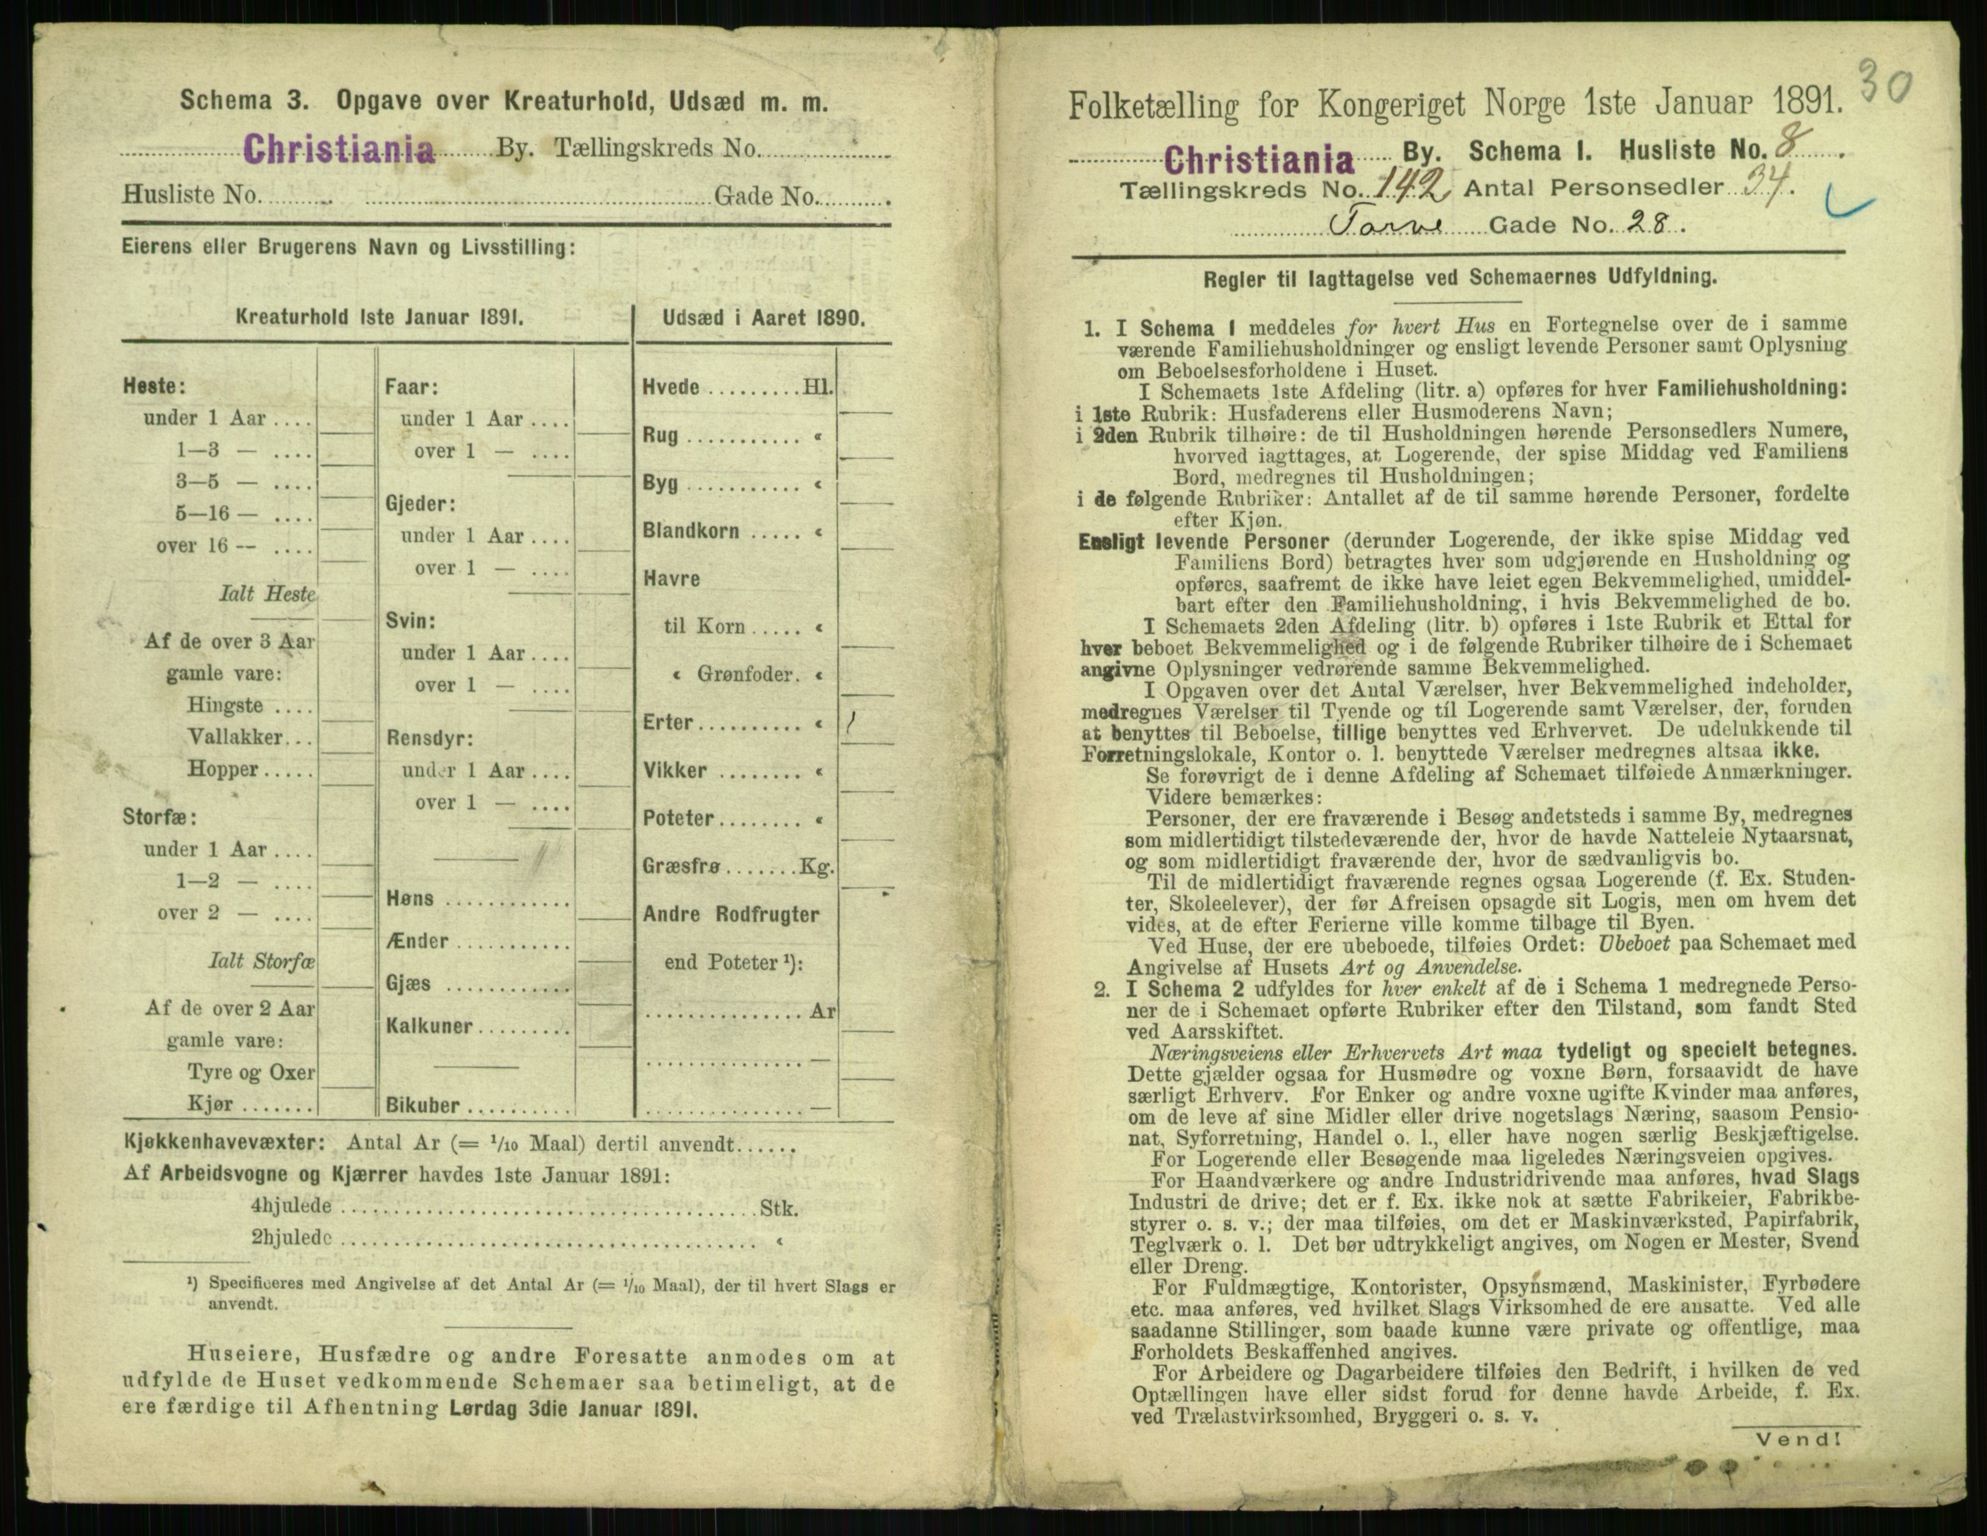 Schema 3. Opgave over Kreaturhold, Udsæd m. m.
Christiania By. Tællingskreds No.
Husliste No. Gade No.
Eierens eller Brugerens Navn og Livsstilling:
Kreaturhold 1ste Januar 1891.
Heste:
under 1 Aar ....
1—3 — ....
3—5 — ....
5—16 — ....
over 16 — ....
Ialt Heste
Af de over 3 Aar
gamle vare:
Hingste ....
Vallakker...
Hopper.....
Storfæ:
under 1 Aar ....
1—2 — ....
over 2 — ....
Ialt Storfæ
Af de over 2 Aar
gamle vare:
Tyre og Oxer
Kjør .......
Faar:
under 1 Aar ....
over 1 — ....
Gjeder:
under 1 Aar ....
over 1 — ....
Svin:
under 1 Aar ....
over 1 — ....
Rensdyr:
under 1 Aar ....
over 1 — ....
Høns ............
Ænder ...........
Gjæs ............
Kalkuner.........
Bikuber ..........
Udsæd i Aaret 1890.
Hvede .........Hl.
Rug ........... «
Byg ........... «
Blandkorn ..... «
Havre
til Korn ..... «
« Grønfoder. «
Erter.......... «
Vikker ........ «
Poteter........ «
Græsfrø .......Kg.
Andre Rodfrugter
end Poteter ¹):
............... Ar
............... —
............... —
Kjøkkenhavevæxter: Antal Ar (= ¹/₁₀ Maal) dertil anvendt......
Af Arbeidsvogne og Kjærrer havdes 1ste Januar 1891:
4hjulede ........................................Stk.
2hjulede ........................................ «
¹) Specificeres med Angivelse af det Antal Ar (= ¹/₁₀ Maal), der til hvert Slags er
anvendt.
Huseiere, Husfædre og andre Foresatte anmodes om at
udfylde de Huset vedkommende Schemaer saa betimeligt, at de
ere færdige til Afhentning Lørdag 3die Januar 1891.
30
Folketælling for Kongeriget Norge 1ste Januar 1891.
Christiania By. Schema 1. Husliste No. 8
Tællingskreds No. 142 Antal Personsedler 34.
Torve Gade No. 28.
Regler til Iagttagelse ved Schemaernes Udfyldning.
1. I Schema 1 meddeles for hvert Hus en Fortegnelse over de i samme
værende Familiehusholdninger og ensligt levende Personer samt Oplysning
om Beboelsesforholdene i Huset.
I Schemaets 1ste Afdeling (litr. a) opføres for hver Familiehusholdning:
i 1ste Rubrik: Husfaderens eller Husmoderens Navn;
i 2den Rubrik tilhøire: de til Husholdningen hørende Personsedlers Numere,
hvorved iagttages, at Logerende, der spise Middag ved Familiens
Bord, medregnes til Husholdningen;
i de følgende Rubriker: Antallet af de til samme hørende Personer, fordelte
efter Kjøn.
Ensligt levende Personer (derunder Logerende, der ikke spise Middag ved
Familiens Bord) betragtes hver som udgjørende en Husholdning og
opføres, saafremt de ikke have leiet egen Bekvemmelighed, umiddel-
bart efter den Familiehusholdning, i hvis Bekvemmelighed de bo.
I Schemaets 2den Afdeling (litr. b) opføres i 1ste Rubrik et Ettal for
hver beboet Bekvemmelighed og i de følgende Rubriker tilhøire de i Schemaet
angivne Oplysninger vedrørende samme Bekvemmelighed.
I Opgaven over det Antal Værelser, hver Bekvemmelighed indeholder,
medregnes Værelser til Tyende og til Logerende samt Værelser, der, foruden
at benyttes til Beboelse, tillige benyttes ved Erhvervet. De udelukkende til
Forretningslokale, Kontor o. l. benyttede Værelser medregnes altsaa ikke.
Se forøvrigt de i denne Afdeling af Schemaet tilføiede Anmærkninger.
Videre bemærkes:
Personer, der ere fraværende i Besøg andetsteds i samme By, medregnes
som midlertidigt tilstedeværende der, hvor de havde Natteleie Nytaarsnat,
og som midlertidigt fraværende der, hvor de sædvanligvis bo.
Til de midlertidigt fraværende regnes ogsaa Logerende (f. Ex. Studen-
ter, Skoleelever), der før Afreisen opsagde sit Logis, men om hvem det
vides, at de efter Ferierne ville komme tilbage til Byen.
Ved Huse, der ere ubeboede, tilføies Ordet: Ubeboet paa Schemaet med
Angivelse af Husets Art og Anvendelse.
2. I Schema 2 udfyldes for hver enkelt af de i Schema 1 medregnede Perso-
ner de i Schemaet opførte Rubriker efter den Tilstand, som fandt Sted
ved Aarsskiftet.
Næringsveiens eller Erhvervets Art maa tydeligt og specielt betegnes.
Dette gjælder ogsaa for Husmødre og voxne Børn, forsaavidt de have
særligt Erhverv. For Enker og andre voxne ugifte Kvinder maa anføres,
om de leve af sine Midler eller drive nogetslags Næring, saasom Pensio-
nat, Syforretning, Handel o. l., eller have nogen særlig Beskjæftigelse.
For Logerende eller Besøgende maa ligeledes Næringsveien opgives.
For Haandværkere og andre Industridrivende maa anføres, hvad Slags
Industri de drive; det er f. Ex. ikke nok at sætte Fabrikeier, Fabrikbe-
styrer o. s. v.; der maa tilføies, om det er Maskinværksted, Papirfabrik,
Teglværk o. l. Det bør udtrykkeligt angives, om Nogen er Mester, Svend
eller Dreng.
For Fuldmægtige, Kontorister, Opsynsmænd, Maskinister, Fyrbødere
etc. maa anføres, ved hvilket Slags Virksomhed de ere ansatte. Ved alle
saadanne Stillinger, som baade kunne være private og offentlige, maa
Forholdets Beskaffenhed angives.
For Arbeidere og Dagarbeidere tilføies den Bedrift, i hvilken de ved
Optællingen have eller sidst forud for denne havde Arbeide, f. Ex.
ved Trælastvirksomhed, Bryggeri o. s. v.
Vend!